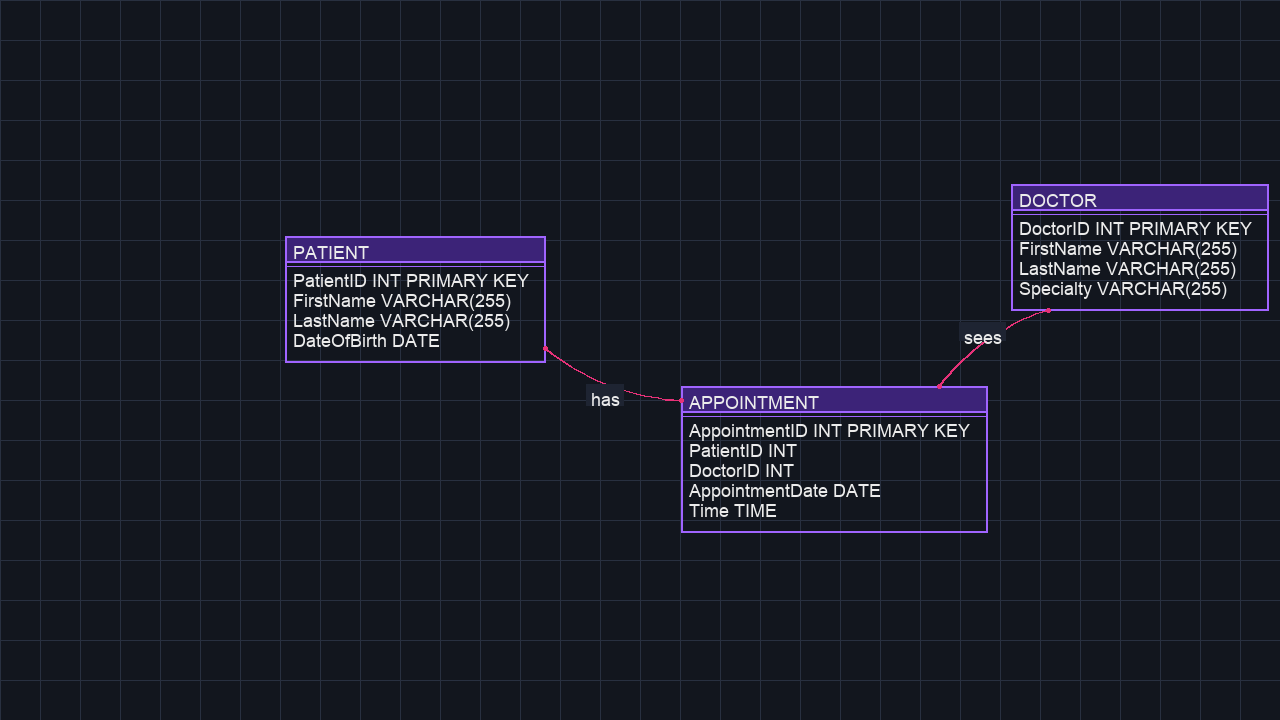 PATIENT
PatientID INT PRIMARY KEY
FirstName VARCHAR(255)
LastName VARCHAR(255)
DateOfBirth DATE
has
APPOINTMENT
AppointmentID INT PRIMARY KEY
PatientID INT
DoctorID INT
AppointmentDate DATE
Time TIME
sees
DOCTOR
DoctorID INT PRIMARY KEY
FirstName VARCHAR(255)
LastName VARCHAR(255)
Specialty VARCHAR(255)